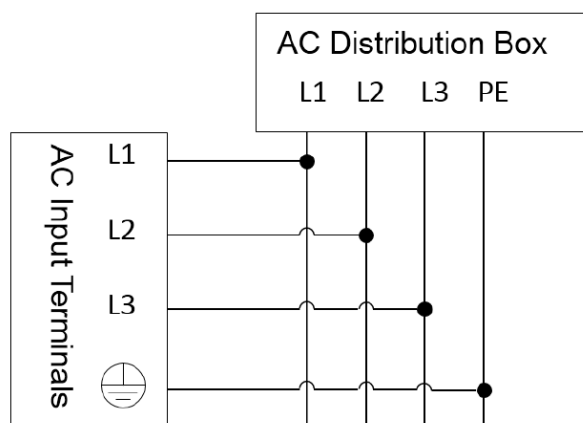 AC Distribution Box
L1 L2 L3 PE
AC Input Terminals
L1
L2
L3